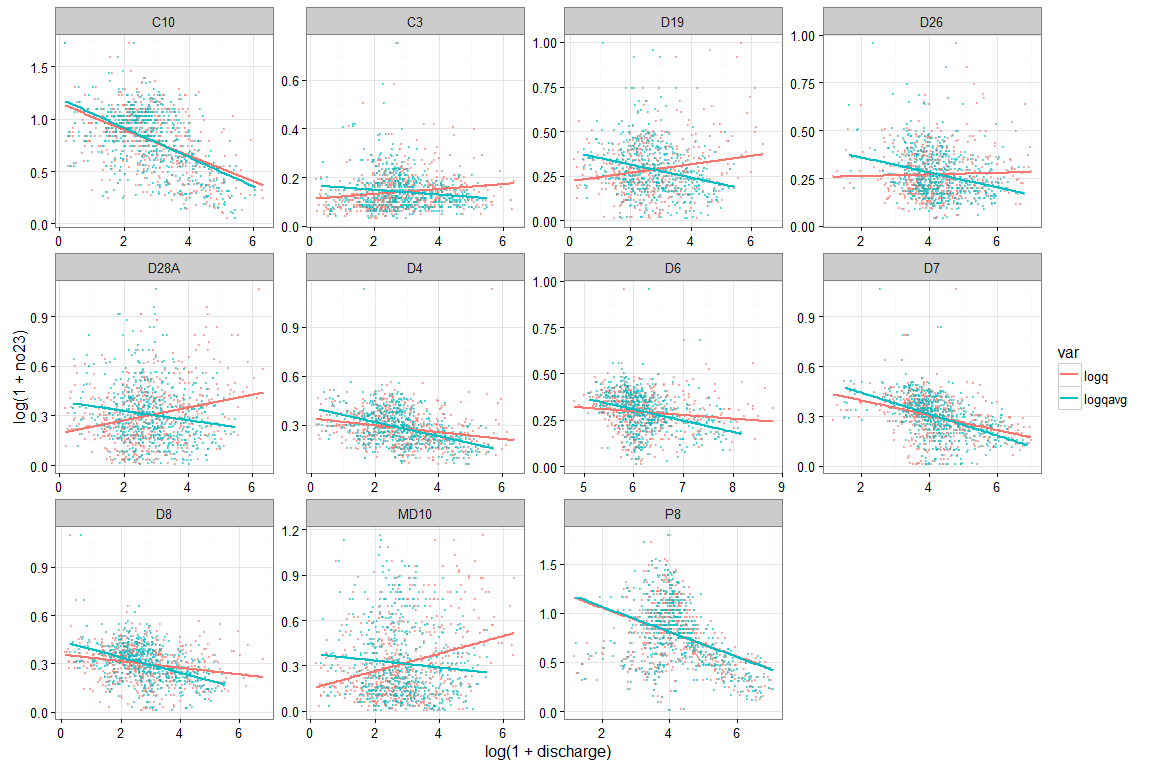 C10 C3 D19 D26
1.5 1.0 0.5 0.0
0.6 0.4 0.2 0.0
1.00 0.75 0.50 0.25 0.00
1.00 0.75 0.50 0.25 0.00
0 2 4 6
0 2 4 6
0 2 4 6
2 4 6
D28A D4 D6 D7
0.9 0.6 0.3 0.0
0.9 0.6 0.3
1.00 0.75 0.50 0.25 0.00
0.9 0.6 0.3 0.0
0 2 4 6
0 2 4 6
5 6 7 8 9
2 4 6
D8 MD10 P8
0.9 0.6 0.3 0.0
1.2 0.9 0.6 0.3 0.0
1.5 1.0 0.5 0.0
0 2 4 6
0 2 4 6
2 4 6
log(1 + no23)
log(1 + discharge)
var
logq
logqavg